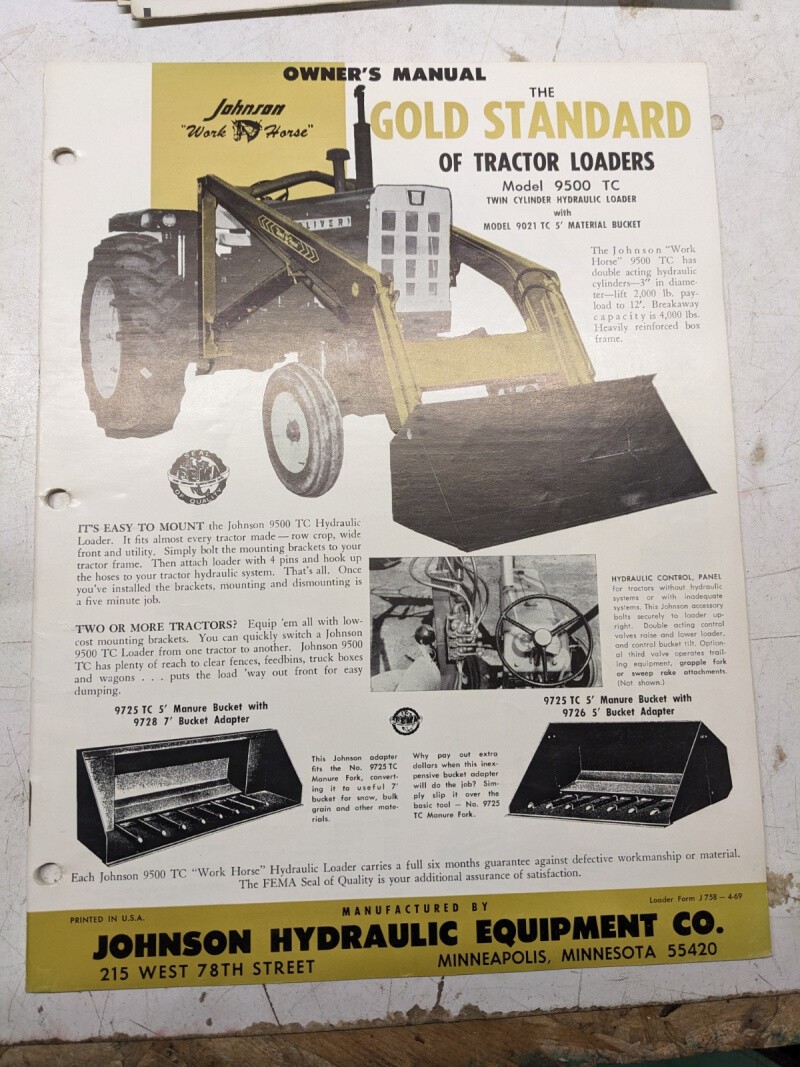 OWNER'S MANUAL
Johnson
"Work Horse"
THE
GOLD STANDARD
OF TRACTOR LOADERS
Model 9500 TC
TWIN CYLINDER HYDRAULIC LOADER
with
MODEL 9021 TC 5' MATERIAL BUCKET
OLIVER
The Johnson "Work
Horse" 9500 TC has
double acting hydraulic
cylinders—3" in diame-
ter—lift 2,000 lb. pay-
load to 12'. Breakaway
capacity is 4,000 lbs.
Heavily reinforced box
frame.
SEAL
FEMA
OF QUALITY
IT'S EASY TO MOUNT the Johnson 9500 TC Hydraulic
Loader. It fits almost every tractor made — row crop, wide
front and utility. Simply bolt the mounting brackets to your
tractor frame. Then attach loader with 4 pins and hook up
the hoses to your tractor hydraulic system. That's all. Once
you've installed the brackets, mounting and dismounting is
a five minute job.
TWO OR MORE TRACTORS? Equip 'em all with low-
cost mounting brackets. You can quickly switch a Johnson
9500 TC Loader from one tractor to another. Johnson 9500
TC has plenty of reach to clear fences, feedbins, truck boxes
and wagons . . . puts the load 'way out front for easy
dumping.
HYDRAULIC CONTROL, PANEL
for tractors without hydraulic
systems or with inadequate
systems. This Johnson accessory
bolts securely to loader up-
right. Double acting control
valves raise and lower loader,
and control bucket tilt. Option-
al third valve operates trail-
ing equipment, grapple fork
or sweep rake attachments.
(Not shown.)
9725 TC 5' Manure Bucket with
9728 7' Bucket Adapter
FEMA
9725 TC 5' Manure Bucket with
9726 5' Bucket Adapter
This Johnson adapter
fits the No. 9725 TC
Manure Fork, convert-
ing it to useful 7'
bucket for snow, bulk
grain and other mate-
rials.
Why pay out extra
dollars when this inex-
pensive bucket adapter
will do the job? Sim-
ply slip it over the
basic tool — No. 9725
TC Manure Fork.
Each Johnson 9500 TC "Work Horse" Hydraulic Loader carries a full six months guarantee against defective workmanship or material.
The FEMA Seal of Quality is your additional assurance of satisfaction.
PRINTED IN U.S.A.
MANUFACTURED BY
Loader Form J 758 — 4-69
JOHNSON HYDRAULIC EQUIPMENT CO.
215 WEST 78TH STREET
MINNEAPOLIS, MINNESOTA 55420